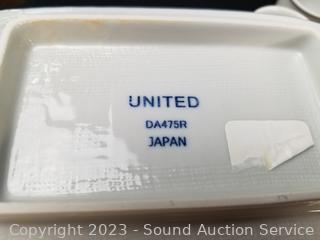 UNITED
DA475R
JAPAN
Copyright 2023 - Sound Auction Service